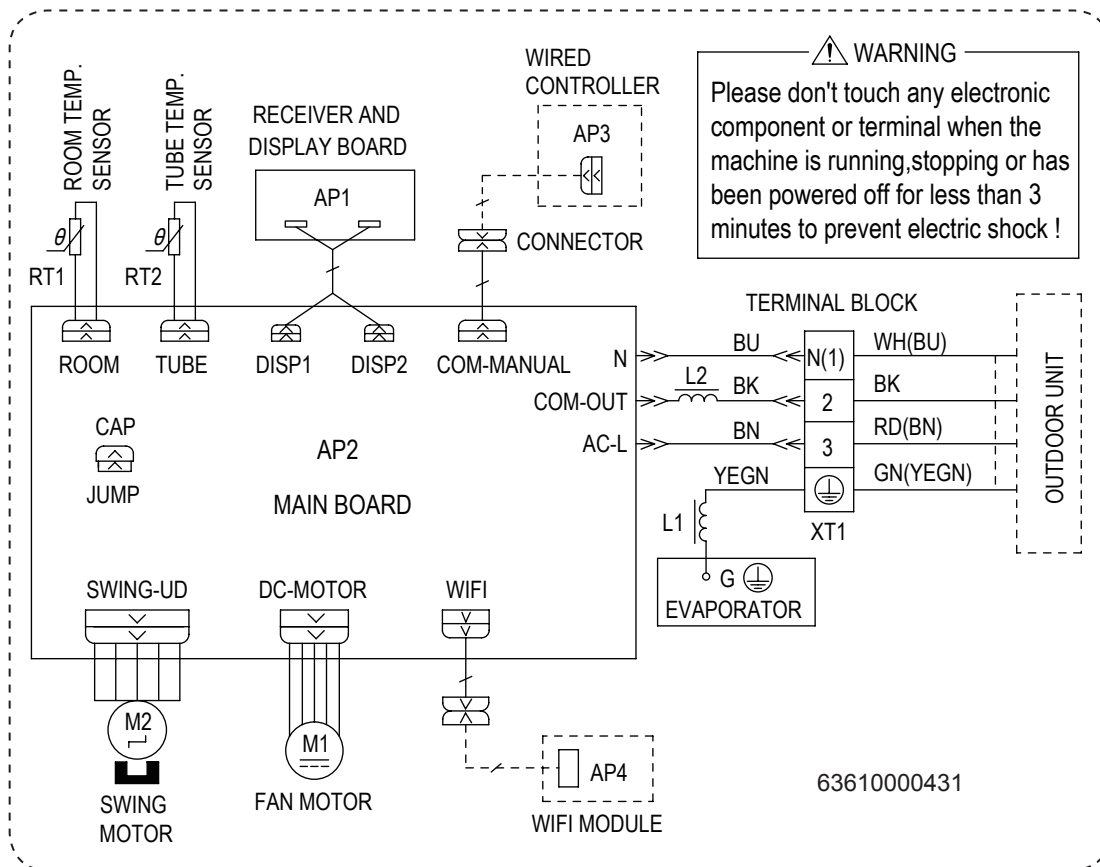 ROOM TEMP.
SENSOR
TUBE TEMP.
SENSOR
RECEIVER AND
DISPLAY BOARD
AP1
WIRED
CONTROLLER
AP3
CONNECTOR
WARNING
Please don't touch any electronic
component or terminal when the
machine is running,stopping or has
been powered off for less than 3
minutes to prevent electric shock !
θ
RT1
θ
RT2
ROOM
TUBE
DISP1
DISP2
COM-MANUAL
TERMINAL BLOCK
N
BU
N(1)
WH(BU)
COM-OUT
L2
BK
2
BK
AC-L
BN
3
RD(BN)
YEGN
GN(YEGN)
XT1
OUTDOOR UNIT
L1
G
EVAPORATOR
CAP
JUMP
AP2
MAIN BOARD
SWING-UD
DC-MOTOR
WIFI
M2
SWING
MOTOR
M1
FAN MOTOR
AP4
WIFI MODULE
63610000431